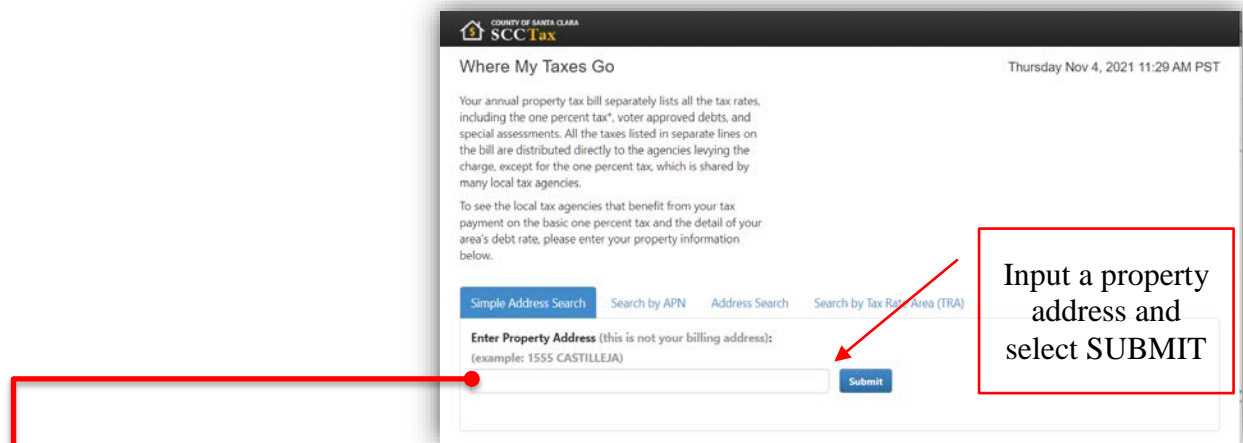 COUNTY OF SANTA CLARA
SCCTax
Where My Taxes Go
Thursday Nov 4, 2021 11:29 AM PST
Your annual property tax bill separately lists all the tax rates,
including the one percent tax*, voter approved debts, and
special assessments. All the taxes listed in separate lines on
the bill are distributed directly to the agencies levying the
charge, except for the one percent tax, which is shared by
many local tax agencies.
To see the local tax agencies that benefit from your tax
payment on the basic one percent tax and the detail of your
area's debt rate, please enter your property information
below.
Simple Address Search Search by APN Address Search Search by Tax Rate Area (TRA)
Enter Property Address (this is not your billing address):
(example: 1555 CASTILLEJA)
Submit
Input a property
address and
select SUBMIT